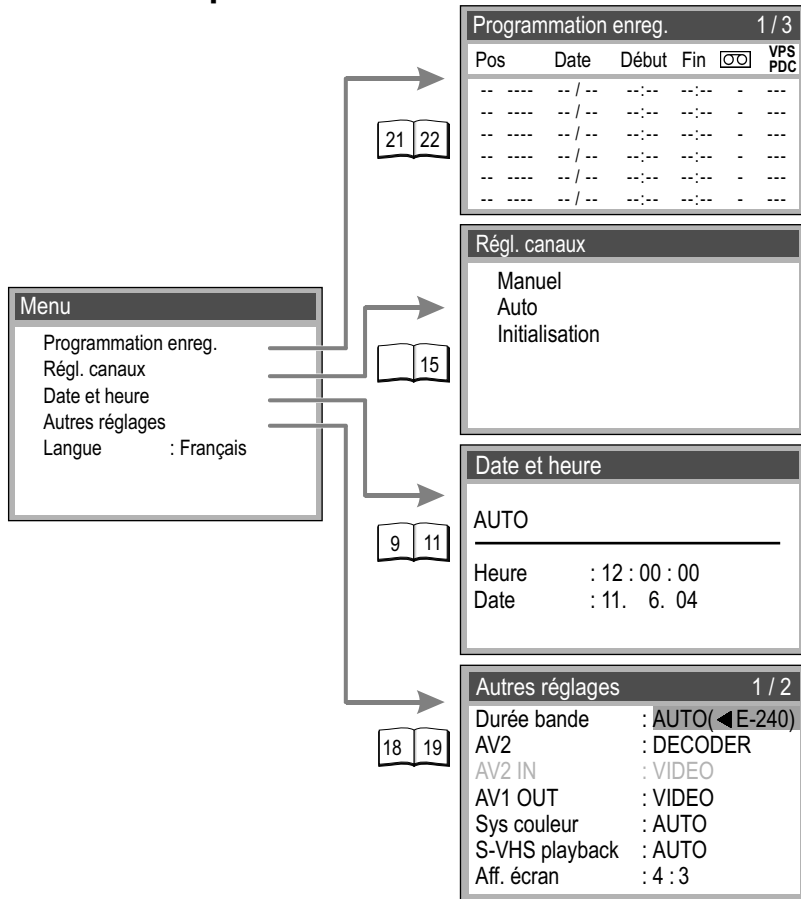 Programmation enreg. 1 / 3
Pos Date Début Fin VPS PDC
-- ---- -- / -- --:-- --:-- - ---
-- ---- -- / -- --:-- --:-- - ---
-- ---- -- / -- --:-- --:-- - ---
-- ---- -- / -- --:-- --:-- - ---
-- ---- -- / -- --:-- --:-- - ---
-- ---- -- / -- --:-- --:-- - ---
21 22
Régl. canaux
Manuel
Auto
Initialisation
15
Menu
Programmation enreg.
Régl. canaux
Date et heure
Autres réglages
Langue : Français
Date et heure
AUTO
Heure : 12 : 00 : 00
Date : 11. 6. 04
9 11
Autres réglages 1 / 2
Durée bande : AUTO(◀E-240)
AV2 : DECODER
AV2 IN : VIDEO
AV1 OUT : VIDEO
Sys couleur : AUTO
S-VHS playback : AUTO
Aff. écran : 4 : 3
18 19